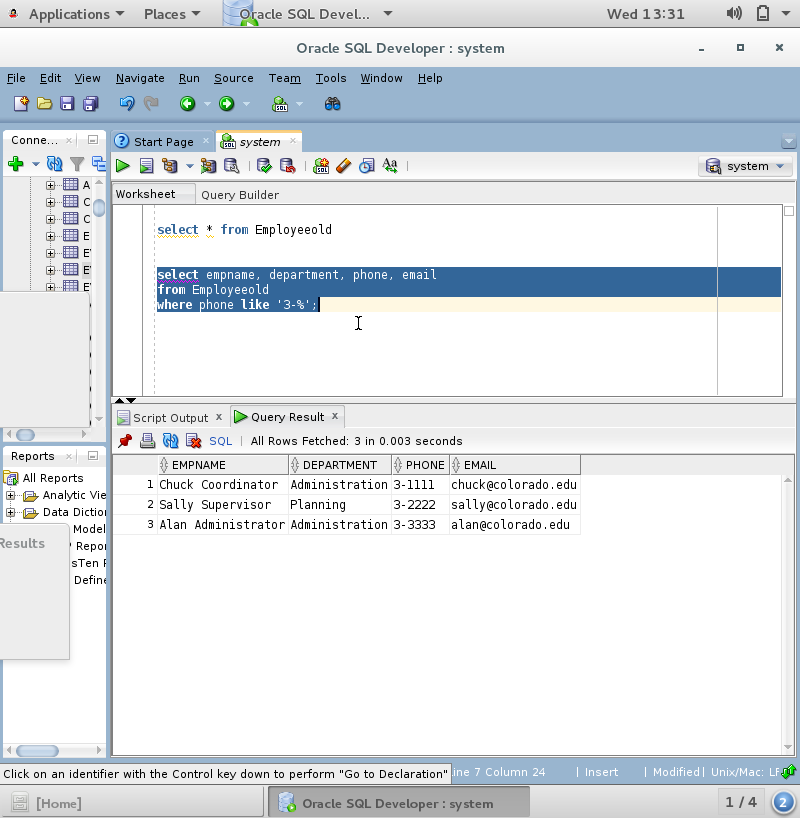 Applications
Places
Oracle SQL Devel...
Wed 13:31
Oracle SQL Developer : system
File Edit View Navigate Run Source Team Tools Window Help
Conne...
Start Page
system
system
Worksheet
Query Builder
A
C
C
E
E
select * from Employeeold
select empname, department, phone, email
from Employeeold
where phone like '3-%';
Script Output
Query Result
SQL
All Rows Fetched: 3 in 0.003 seconds
EMPNAME DEPARTMENT PHONE EMAIL
1 Chuck Coordinator Administration 3-1111 chuck@colorado.edu
2 Sally Supervisor Planning 3-2222 sally@colorado.edu
3 Alan Administrator Administration 3-3333 alan@colorado.edu
Reports
All Reports
Analytic Vie
Data Dictio
Model
Repor
Results
sTen
Define
Click on an identifier with the Control key down to perform "Go to Declaration"
ine 7 Column 24
Insert
Modified
Unix/Mac: LF
[Home]
Oracle SQL Developer : system
1 / 4
2